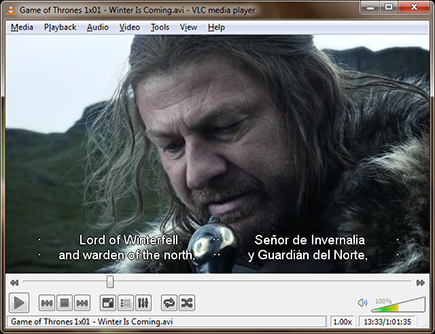 Game of Thrones 1x01 - Winter Is Coming.avi - VLC media player
Media Playback Audio Video Tools View Help
Lord of Winterfell
and warden of the north,
Señor de Invernalia
y Guardián del Norte,
100%
Game of Thrones 1x01 - Winter Is Coming.avi 1.00x 13:33/1:01:35